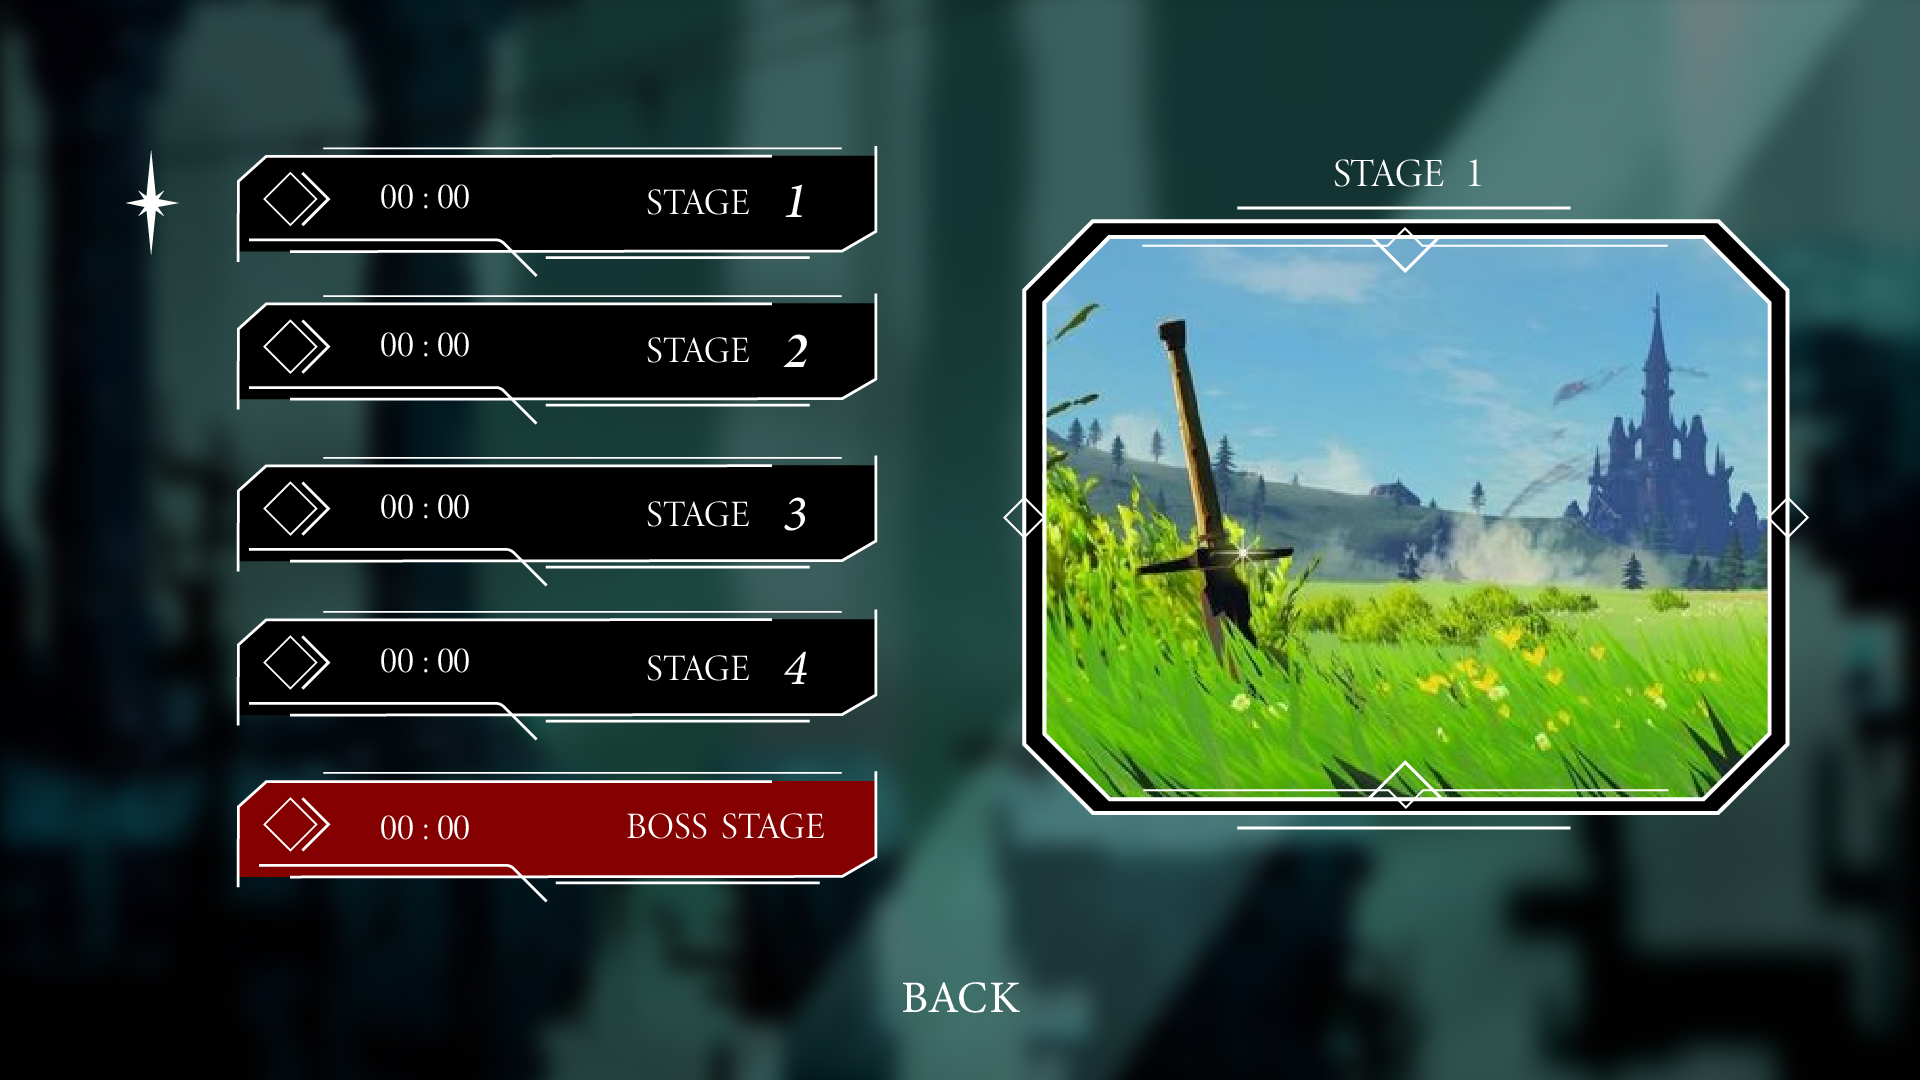 00 : 00 STAGE 1
00 : 00 STAGE 2
00 : 00 STAGE 3
00 : 00 STAGE 4
00 : 00 BOSS STAGE
STAGE 1
BACK